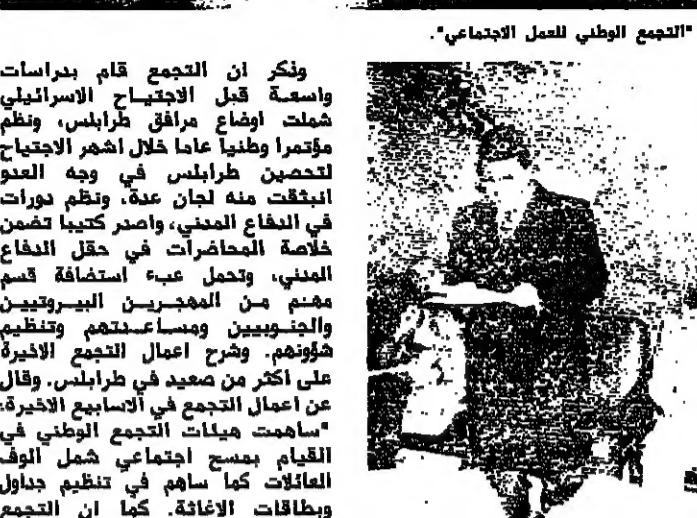 "التجمع الوطني للعمل الاجتماعي".
وذكر ان التجمع قام بدراسات
واسعة قبل الاجتياح الاسرائيلي
شملت اوضاع مرافق طرابلس، ونظم
مؤتمرا وطنيا عاما خلال اشهر الاجتياح
لتحصين طرابلس في وجه العدو
انبثقت منه لجان عدة، ونظم دورات
في الدفاع المدني، واصدر كتيبا تضمن
خلاصة المحاضرات في حقل الدفاع
المدني، وتحمل عبء استضافة قسم
مهم من المهجرين البيروتيين
والجنوبيين ومساعدتهم وتنظيم
شؤونهم. وشرح اعمال التجمع الاخيرة
على اكثر من صعيد في طرابلس. وقال
عن اعمال التجمع في الاسابيع الاخيرة:
"ساهمت هيئات التجمع الوطني في
القيام بمسح اجتماعي شمل الوف
العائلات كما ساهم في تنظيم جداول
وبطاقات الاغاثة. كما ان التجمع